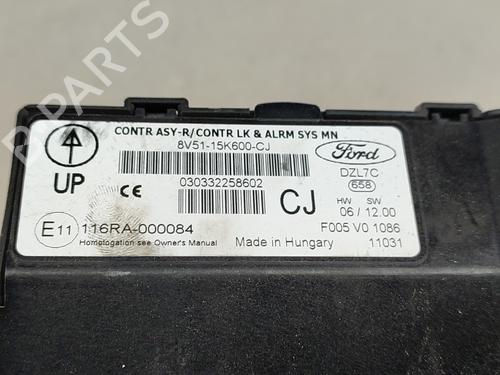 CONTR ASY-R/CONTR LK & ALRM SYS MN
8V51-15K600-CJ
Ford
DZL7C
658
UP
CE
030332258602
CJ
HW SW
06 / 12.00
E11 116RA-000084
F005 V0 1086
Homologation see Owner's Manual
Made in Hungary
11031